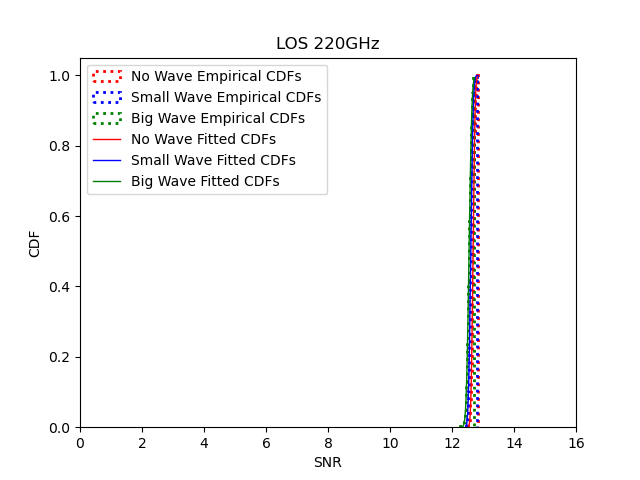 LOS 220GHz
No Wave Empirical CDFs
Small Wave Empirical CDFs
Big Wave Empirical CDFs
No Wave Fitted CDFs
Small Wave Fitted CDFs
Big Wave Fitted CDFs
1.0
0.8
0.6
0.4
0.2
0.0
CDF
0 2 4 6 8 10 12 14 16
SNR